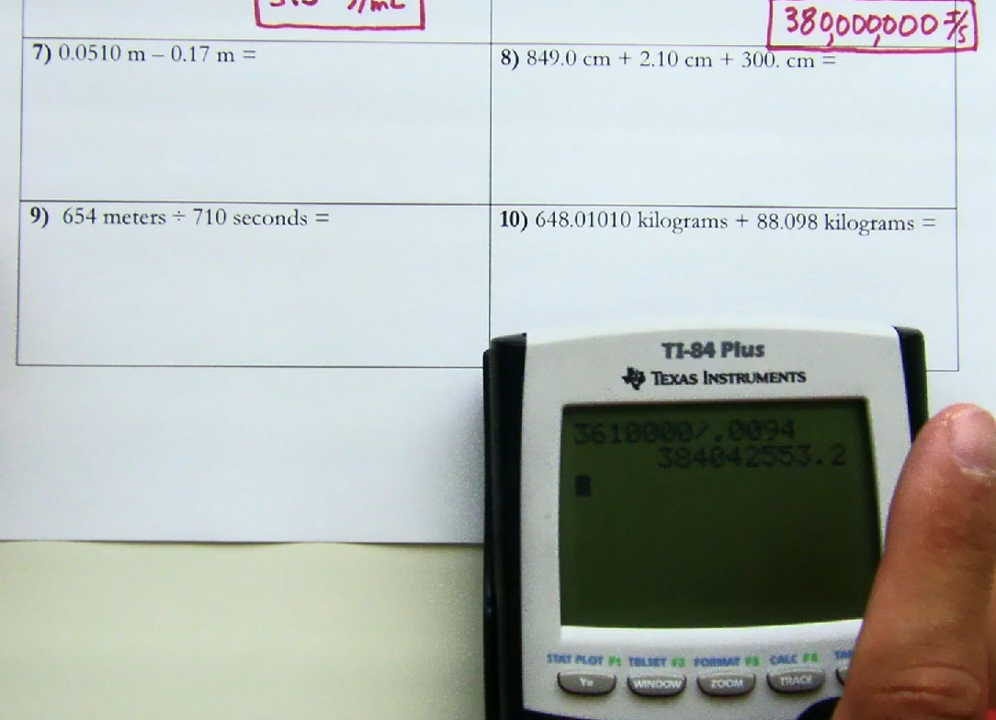 380,000,000 J/s
7) 0.0510 m – 0.17 m =
8) 849.0 cm + 2.10 cm + 300. cm =
9) 654 meters ÷ 710 seconds =
10) 648.01010 kilograms + 88.098 kilograms =
TI-84 Plus
TEXAS INSTRUMENTS
3610000/.0094
384042553.2
STAT PLOT F1 TBLSET F2 FORMAT F3 CALC F4
Y= WINDOW ZOOM TRACE